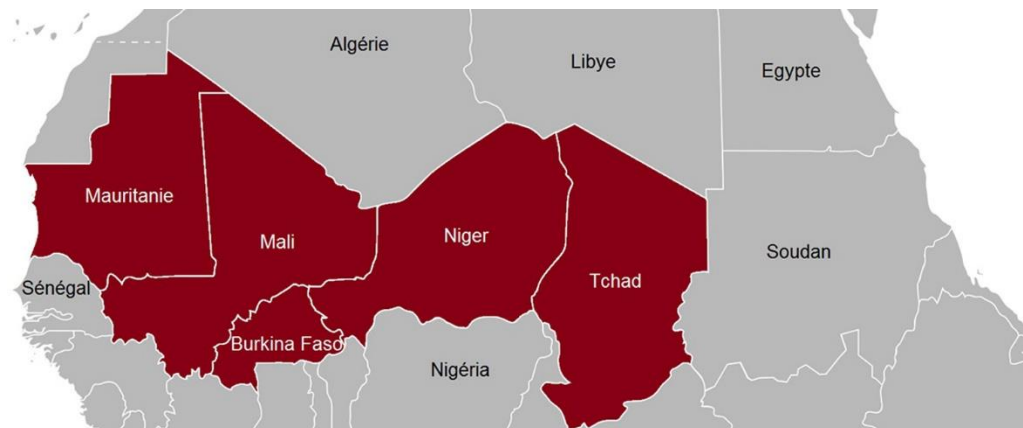 Algérie
Libye
Egypte
Mauritanie
Mali
Niger
Soudan
Tchad
Sénégal
Burkina Faso
Nigéria